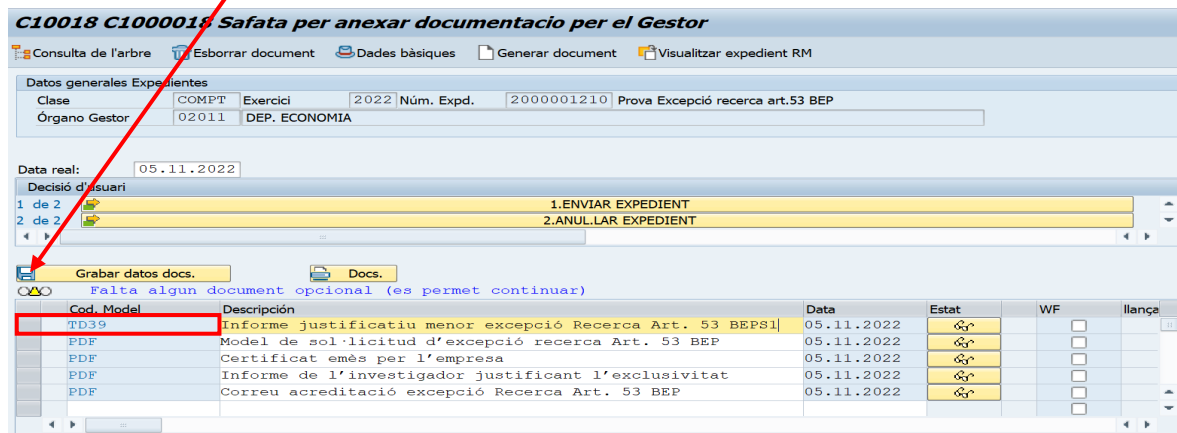 C10018 C1000018 Safata per anexar documentacio per el Gestor
Consulta de l'arbre Esborrar document Dades bàsiques Generar document Visualitzar expedient RM
Datos generales Expedientes
Clase COMPT Exercici 2022 Núm. Expd. 2000001210 Prova Excepció recerca art.53 BEP
Órgano Gestor 02011 DEP. ECONOMIA
Data real: 05.11.2022
Decisió d'usuari
1 de 2 1.ENVIAR EXPEDIENT
2 de 2 2.ANUL.LAR EXPEDIENT
Grabar datos docs. Docs.
Falta algun document opcional (es permet continuar)
Cod. Model Descripción Data Estat WF llança
TD39 Informe justificatiu menor excepció Recerca Art. 53 BEPS1 05.11.2022
PDF Model de sol·licitud d'excepció recerca Art. 53 BEP 05.11.2022
PDF Certificat emès per l'empresa 05.11.2022
PDF Informe de l'investigador justificant l'exclusivitat 05.11.2022
PDF Correu acreditació excepció Recerca Art. 53 BEP 05.11.2022